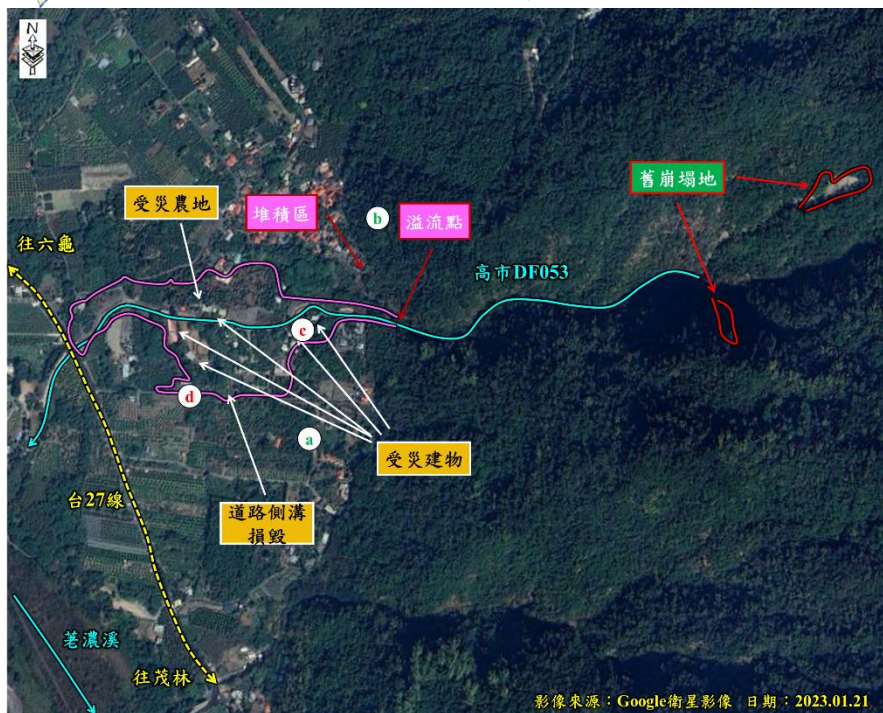 N
舊崩塌地
受災農地
堆積區
b
溢流點
往六龜
高市DF053
c
d
a
受災建物
台27線
道路側溝
損毀
荖濃溪
往茂林
影像來源：Google衛星影像 日期：2023.01.21